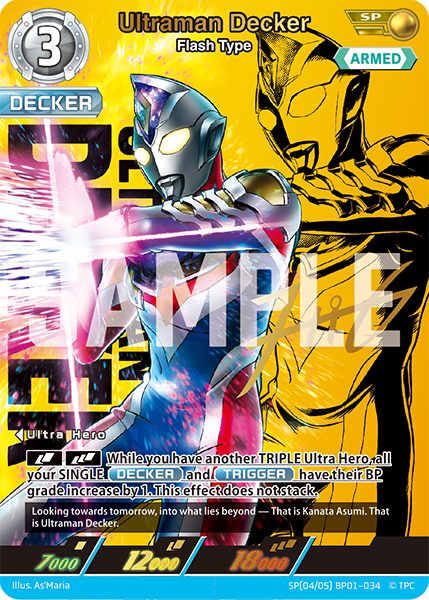 Ultraman Decker
Flash Type
3
SP
ARMED
DECKER
DECKER
SAMPLE
Ultra Hero
While you have another TRIPLE Ultra Hero, all
your SINGLE DECKER and TRIGGER have their BP
grade increase by 1. This effect does not stack.
Looking towards tomorrow, into what lies beyond — That is Kanata Asumi. That
is Ultraman Decker.
7000 12000 18000
Illus. As'Maria SP[04/05] BP01-034 © TPC